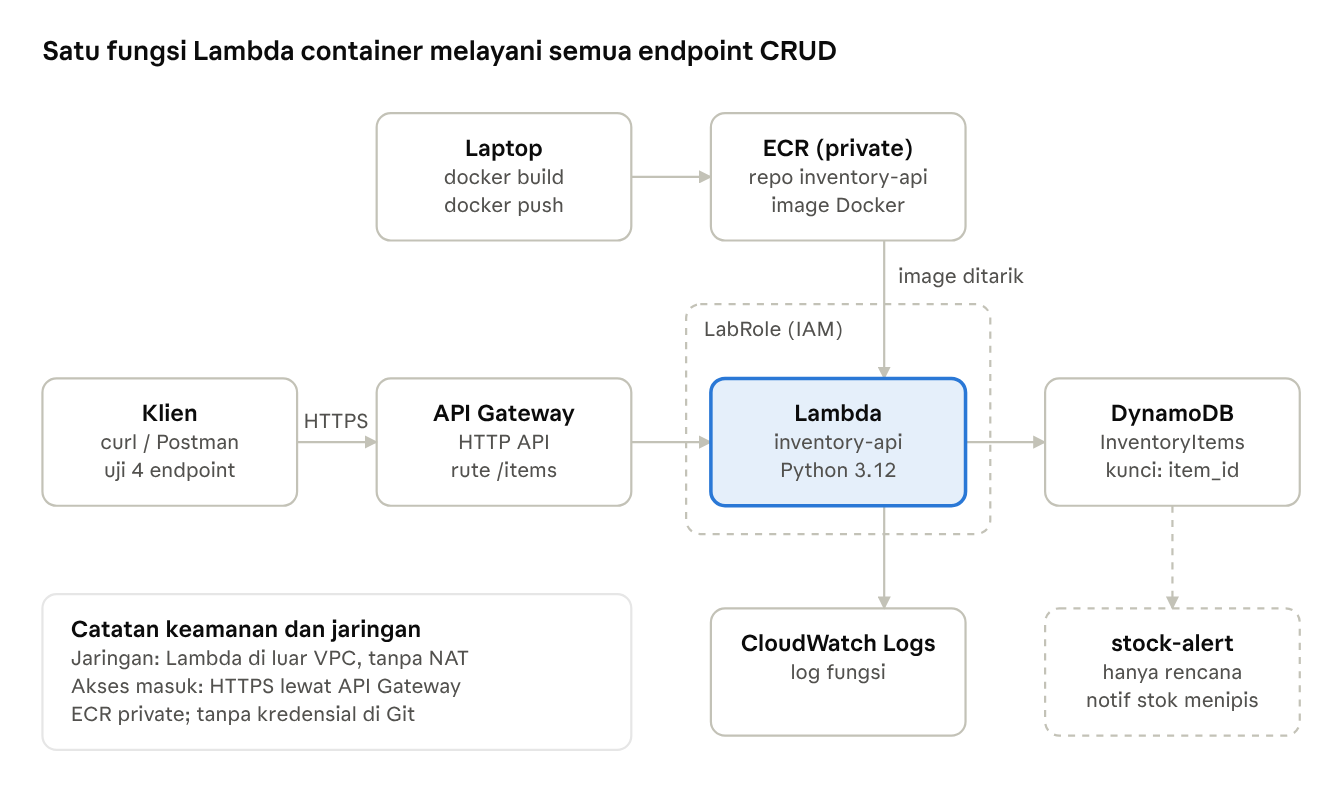 Satu fungsi Lambda container melayani semua endpoint CRUD
Laptop
docker build
docker push
ECR (private)
repo inventory-api
image Docker
image ditarik
LabRole (IAM)
Klien
curl / Postman
uji 4 endpoint
HTTPS
API Gateway
HTTP API
rute /items
Lambda
inventory-api
Python 3.12
DynamoDB
InventoryItems
kunci: item_id
Catatan keamanan dan jaringan
Jaringan: Lambda di luar VPC, tanpa NAT
Akses masuk: HTTPS lewat API Gateway
ECR private; tanpa kredensial di Git
CloudWatch Logs
log fungsi
stock-alert
hanya rencana
notif stok menipis